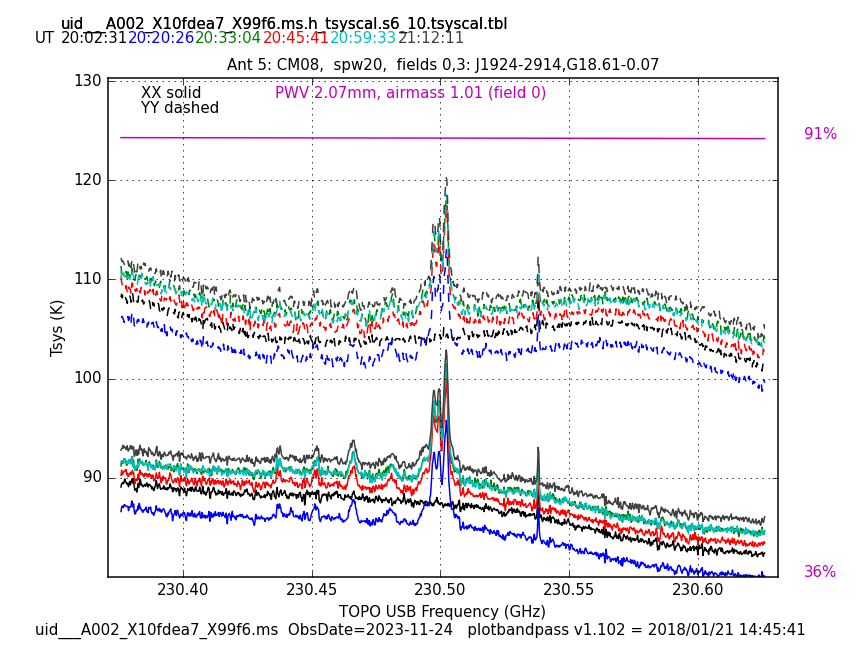 uid___A002_X10fdea7_X99f6.ms.h_tsyscal.s6_10.tsyscal.tbl
UT 20:02:31 20:20:26 20:33:04 20:45:41 20:59:33 21:12:11
Ant 5: CM08,  spw20,  fields 0,3: J1924-2914,G18.61-0.07
XX solid
YY dashed
PWV 2.07mm, airmass 1.01 (field 0)
130
120
110
100
90
Tsys (K)
91%
36%
230.40 230.45 230.50 230.55 230.60
TOPO USB Frequency (GHz)
uid___A002_X10fdea7_X99f6.ms  ObsDate=2023-11-24   plotbandpass v1.102 = 2018/01/21 14:45:41